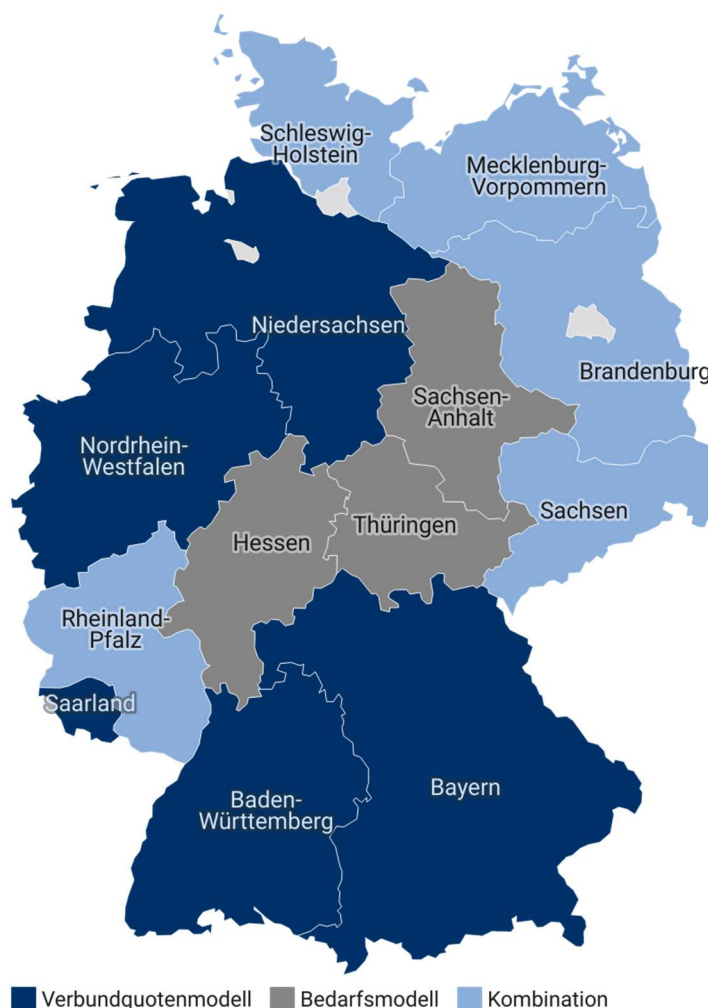 Schleswig-
Holstein
Mecklenburg-
Vorpommern
Niedersachsen
Brandenburg
Sachsen-
Anhalt
Nordrhein-
Westfalen
Sachsen
Thüringen
Hessen
Rheinland-
Pfalz
Saarland
Bayern
Baden-
Württemberg
Verbundquotenmodell Bedarfsmodell Kombination